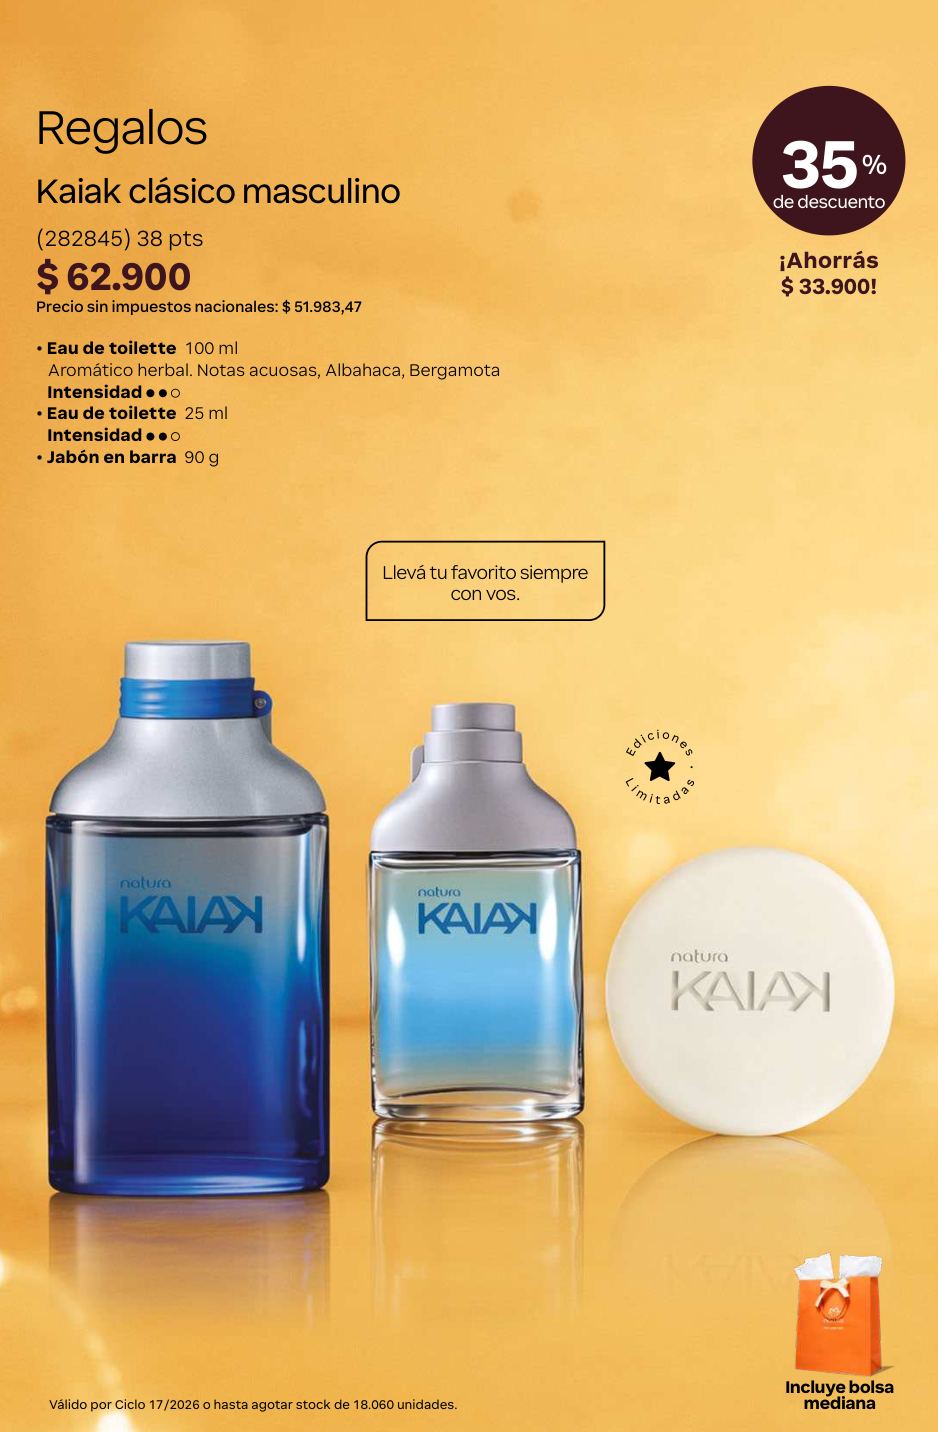 Regalos
Kaiak clásico masculino
(282845) 38 pts
$ 62.900
Precio sin impuestos nacionales: $ 51.983,47
35%
de descuento
¡Ahorrás
$ 33.900!
• Eau de toilette 100 ml
Aromático herbal. Notas acuosas, Albahaca, Bergamota
Intensidad ●●○
• Eau de toilette 25 ml
Intensidad ●●○
• Jabón en barra 90 g
Llevá tu favorito siempre
con vos.
Ediciones · Limitadas
natura
KAIAK
natura
KAIAK
natura
KAIAK
Incluye bolsa
mediana
Válido por Ciclo 17/2026 o hasta agotar stock de 18.060 unidades.